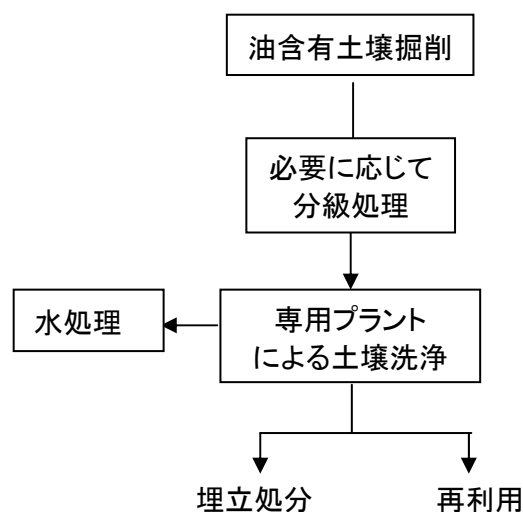 油含有土壌掘削
必要に応じて
分級処理
水処理
専用プラント
による土壌洗浄
埋立処分
再利用